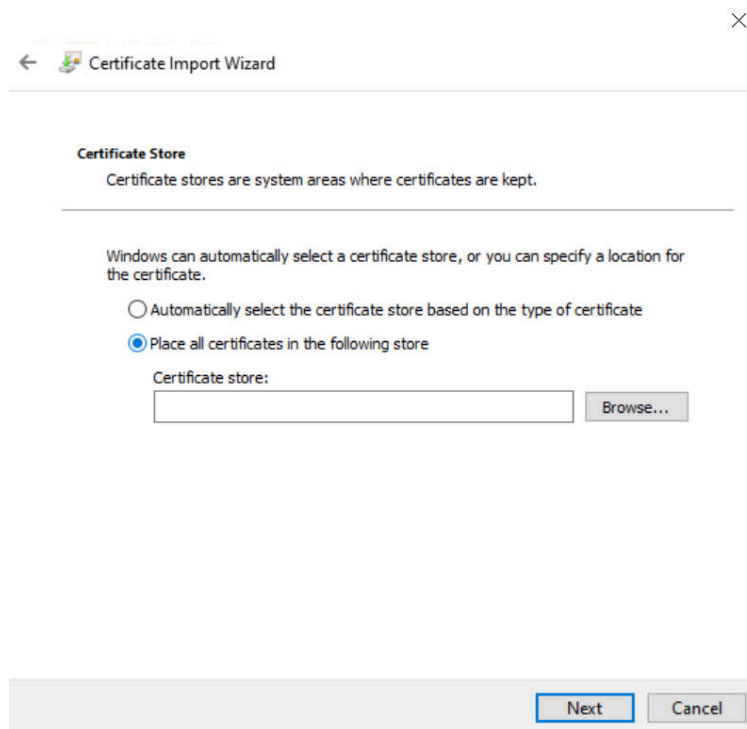 Certificate Import Wizard
Certificate Store
Certificate stores are system areas where certificates are kept.
Windows can automatically select a certificate store, or you can specify a location for
the certificate.
Automatically select the certificate store based on the type of certificate
Place all certificates in the following store
Certificate store:
Browse...
Next
Cancel